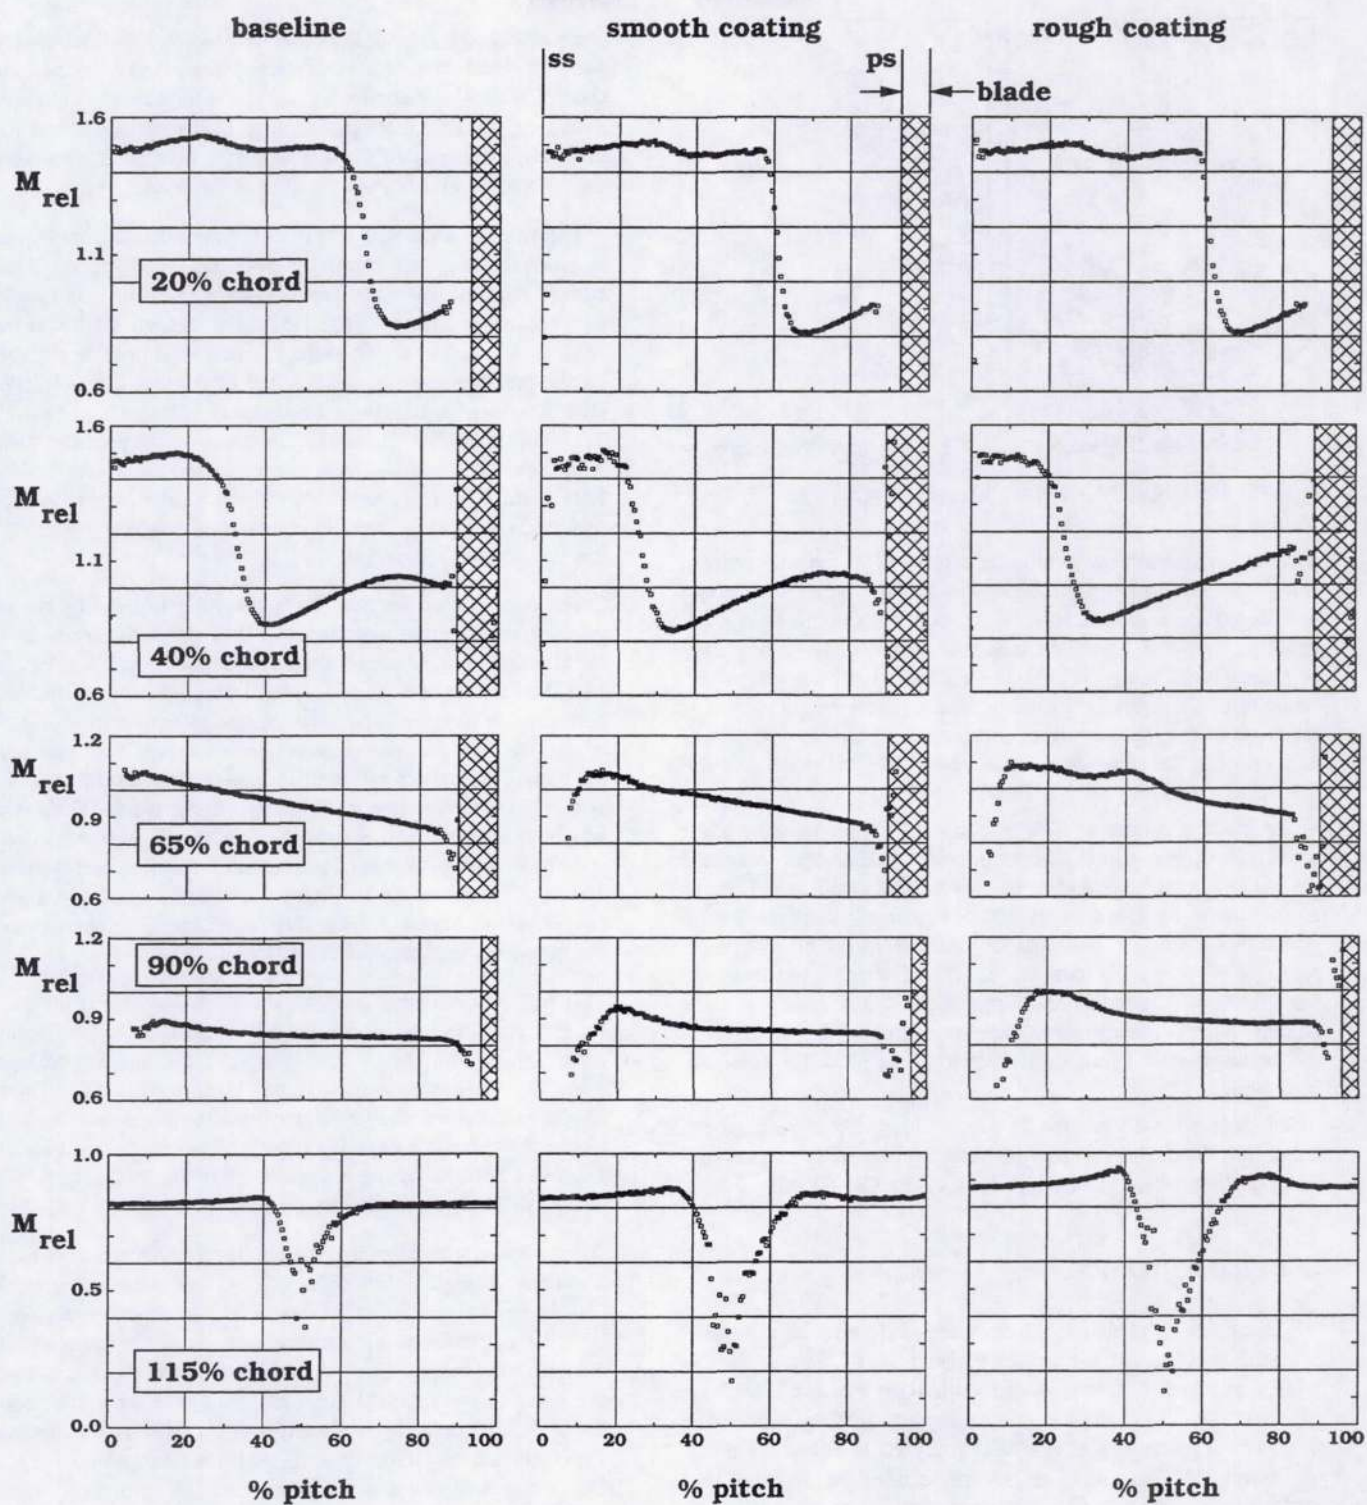 baseline smooth coating rough coating
ss ps
blade
1.6
M rel
1.1
20% chord
0.6
1.6
M rel
1.1
40% chord
0.6
1.2
M rel
0.9
65% chord
0.6
1.2
M rel
90% chord
0.9
0.6
1.0
M rel
0.5
115% chord
0.0
0 20 40 60 80 100 0 20 40 60 80 100 0 20 40 60 80 100
% pitch % pitch % pitch